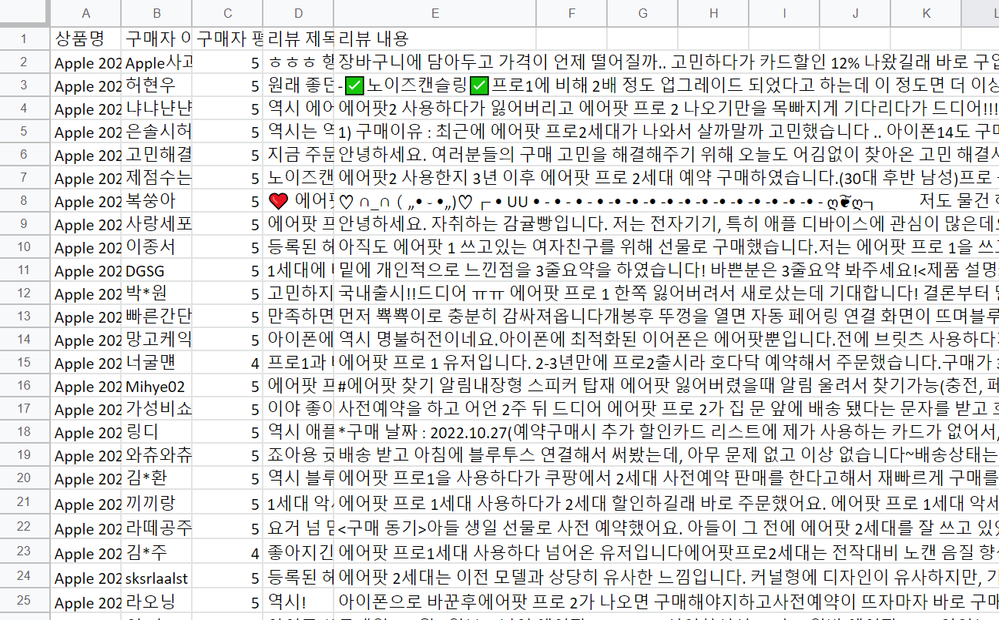 A B C D E F G H I J K L
1 상품명 구매자 이 구매자 평 리뷰 제목 리뷰 내용
2 Apple 202 Apple사고 5 ㅎㅎㅎ 행 장바구니에 담아두고 가격이 언제 떨어질까.. 고민하다가 카드할인 12% 나왔길래 바로 구입
3 Apple 202 허현우 5 원래 좋던 -✅노이즈캔슬링✅프로1에 비해 2배 정도 업그레이드 되었다고 하는데 이 정도면 더 이상
4 Apple 202 냐냐냔냔 5 역시 에어 에어팟2 사용하다가 잃어버리고 에어팟 프로 2 나오기만을 목빠지게 기다리다가 드디어!!!
5 Apple 202 은솔시허 5 역시는 역 1) 구매이유 : 최근에 에어팟 프로2세대가 나와서 살까말까 고민했습니다 .. 아이폰14도 구매
6 Apple 202 고민해결 5 지금 주문 안녕하세요. 여러분들의 구매 고민을 해결해주기 위해 오늘도 어김없이 찾아온 고민 해결사
7 Apple 202 제점수는 5 노이즈캔 에어팟2 사용한지 3년 이후 에어팟 프로 2세대 예약 구매하였습니다.(30대 후반 남성)프로
8 Apple 202 복쑹아 5 ❤️ 에어팟 ♡ ∩_∩ ( „• ֊ •„)♡ ┌ • UU • - • - • - • - •- •- •- •- •- •- •- •- •- •- •- ღ❦ღ┐ 저도 물건
9 Apple 202 사랑세포 5 에어팟 프 안녕하세요. 자취하는 감귤빵입니다. 저는 전자기기, 특히 애플 디바이스에 관심이 많은데요
10 Apple 202 이종서 5 등록된 헤 아직도 에어팟 1 쓰고있는 여자친구를 위해 선물로 구매했습니다.저는 에어팟 프로 1을 쓰고
11 Apple 202 DGSG 5 1세대에 밑에 개인적으로 느낀점을 3줄요약을 하였습니다! 바쁜분은 3줄요약 봐주세요!<제품 설명
12 Apple 202 박*원 5 고민하지 국내출시!!드디어 ㅠㅠ 에어팟 프로 1 한쪽 잃어버려서 새로샀는데 기대합니다! 결론부터
13 Apple 202 빠른간단 5 만족하면 먼저 뽁뽁이로 충분히 감싸져옵니다개봉후 뚜껑을 열면 자동 페어링 연결 화면이 뜨며블루
14 Apple 202 망고케익 5 아이폰에 역시 명불허전이네요.아이폰에 최적화된 이어폰은 에어팟뿐입니다.전에 브릿츠 사용하다가
15 Apple 202 너굴먠 4 프로1과 에어팟 프로 1 유저입니다. 2-3년만에 프로2출시라 호다닥 예약해서 주문했습니다.구매가
16 Apple 202 Mihye02 5 에어팟 프 #에어팟 찾기 알림내장형 스피커 탑재 에어팟 잃어버렸을때 알림 울려서 찾기가능(충전, 페
17 Apple 202 가성비쇼 5 이야 좋아 사전예약을 하고 어언 2주 뒤 드디어 에어팟 프로 2가 집 문 앞에 배송 됐다는 문자를 받고
18 Apple 202 링디 5 역시 애플 *구매 날짜 : 2022.10.27(예약구매시 추가 할인카드 리스트에 제가 사용하는 카드가 없어서,
19 Apple 202 와츄와츄 5 죠아용 굿 배송 받고 아침에 블루투스 연결해서 써봤는데, 아무 문제 없고 이상 없습니다~배송상태는
20 Apple 202 김*환 5 역시 블루 에어팟 프로1을 사용하다가 쿠팡에서 2세대 사전예약 판매를 한다고해서 재빠르게 구매를
21 Apple 202 끼끼랑 5 1세대 악세 에어팟 프로 1세대 사용하다가 2세대 할인하길래 바로 주문했어요. 에어팟 프로 1세대 악세
22 Apple 202 라떼공주 5 요거 넘 <구매 동기>아들 생일 선물로 사전 예약했어요. 아들이 그 전에 에어팟 2세대를 잘 쓰고 있었
23 Apple 202 김*주 4 좋아지긴 에어팟 프로1세대 사용하다 넘어온 유저입니다에어팟프로2세대는 전작대비 노캔 음질 향상
24 Apple 202 sksrlaalst 5 등록된 헤 에어팟 2세대는 이전 모델과 상당히 유사한 느낌입니다. 커널형에 디자인이 유사하지만,
25 Apple 202 라오닝 5 역시! 아이폰으로 바꾼후에어팟 프로 2가 나오면 구매해야지하고사전예약이 뜨자마자 바로 구매